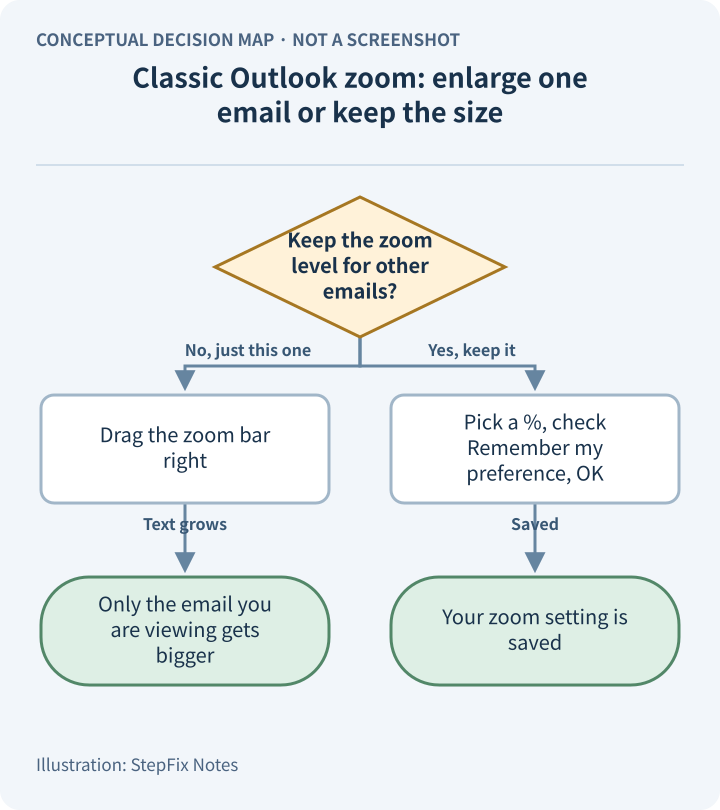 CONCEPTUAL DECISION MAP · NOT A SCREENSHOT
Classic Outlook zoom: enlarge one
email or keep the size
Keep the zoom
level for other
emails?
No, just this one
Yes, keep it
Drag the zoom bar
right
Pick a %, check
Remember my
preference, OK
Text grows
Saved
Only the email you
are viewing gets
bigger
Your zoom setting is
saved
Illustration: StepFix Notes